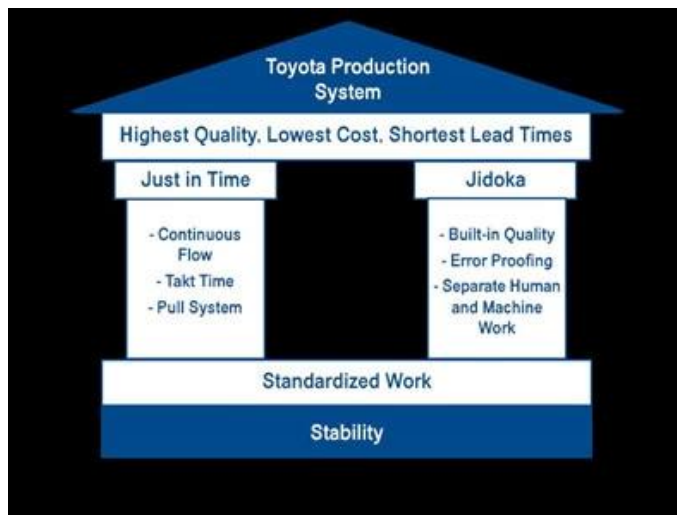 Toyota Production
System
Highest Quality, Lowest Cost, Shortest Lead Times
Just in Time
- Continuous
Flow
- Takt Time
- Pull System
Jidoka
- Built-in Quality
- Error Proofing
- Separate Human
and Machine
Work
Standardized Work
Stability